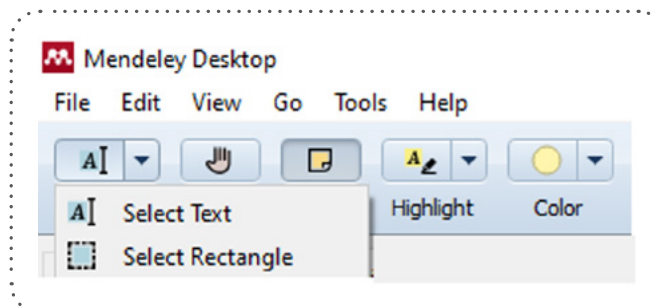 Mendeley Desktop
File Edit View Go Tools Help
Highlight Color
Select Text
Select Rectangle